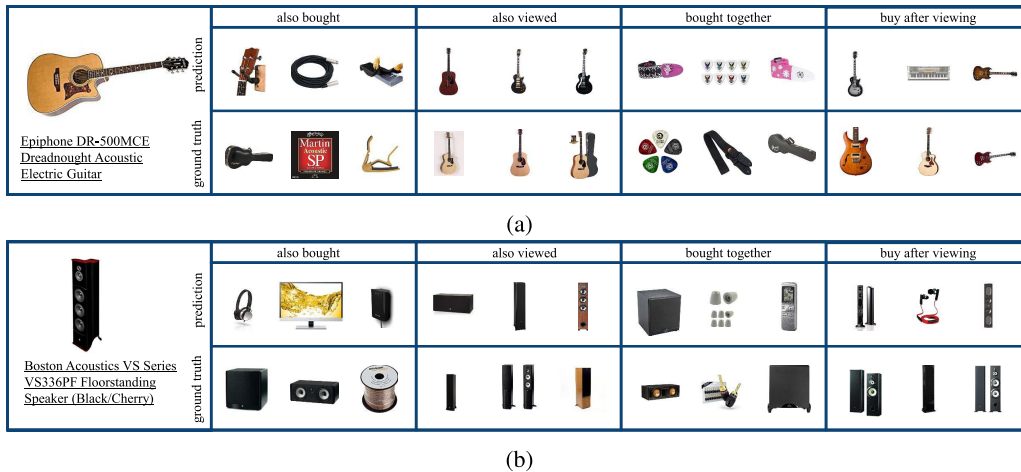 also bought also viewed bought together buy after viewing
prediction
Epiphone DR-500MCE
Dreadnought Acoustic
Electric Guitar
ground truth
Martin
Acoustic
SP
(a)
also bought also viewed bought together buy after viewing
prediction
Boston Acoustics VS Series
VS336PF Floorstanding
Speaker (Black/Cherry)
ground truth
(b)